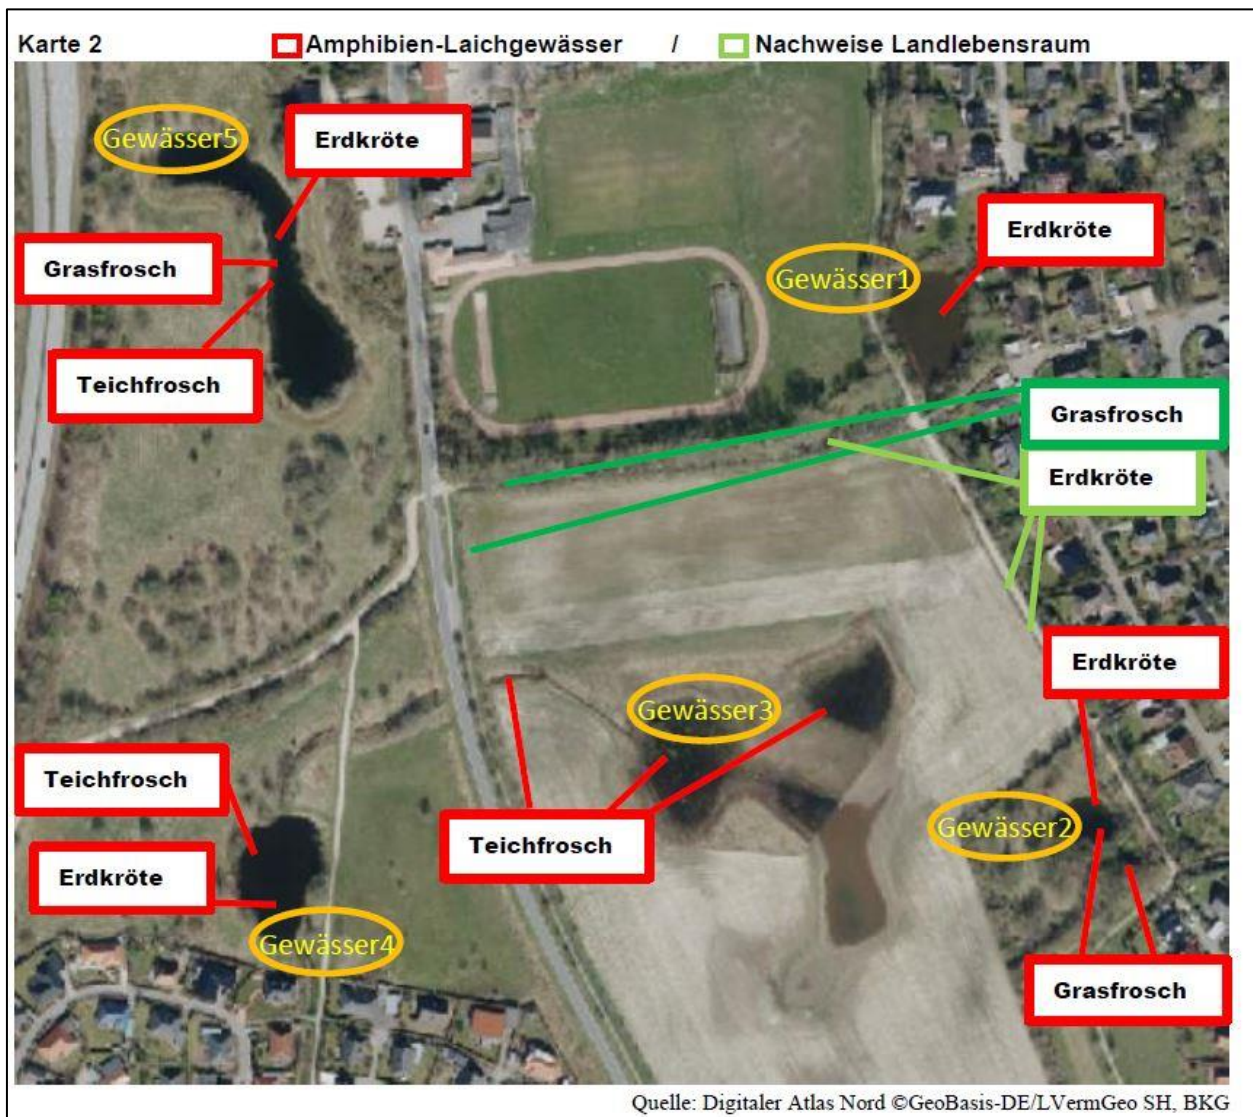 Karte 2 Amphibien-Laichgewässer / Nachweise Landlebensraum
Gewässer5
Erdkröte
Grasfrosch
Teichfrosch
Erdkröte
Gewässer1
Grasfrosch
Erdkröte
Erdkröte
Gewässer3
Teichfrosch
Teichfrosch
Gewässer2
Erdkröte
Gewässer4
Grasfrosch
Quelle: Digitaler Atlas Nord ©GeoBasis-DE/LVermGeo SH, BKG